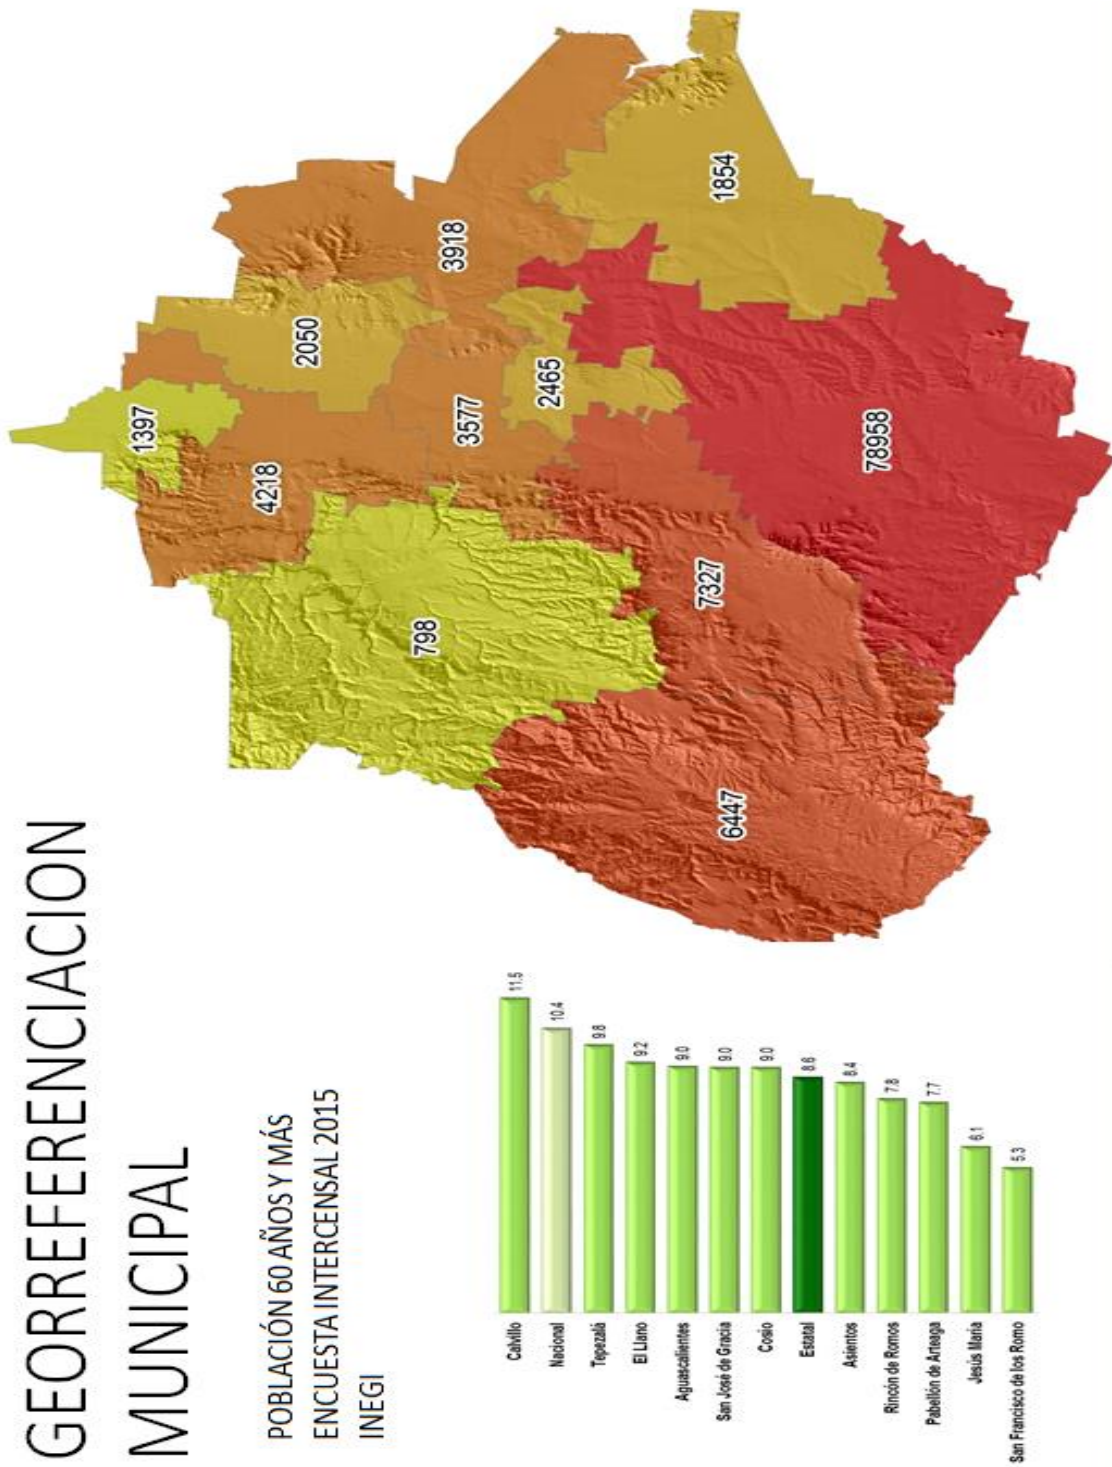 GEORREFERENCIACION
MUNICIPAL
POBLACIÓN 60 AÑOS Y MÁS
ENCUESTA INTERCENSAL 2015
INEGI
Calvillo 11.5
Nacional 10.4
Tepezalá 9.8
El Llano 9.2
Aguascalientes 9.0
San José de Gracia 9.0
Cosío 9.0
Estatal 8.6
Asientos 8.4
Rincón de Romos 7.8
Pabellón de Arteaga 7.7
Jesús María 6.1
San Francisco de los Romo 5.3
1397
4218
2050
3918
798
3577
2465
7327
1854
6447
78958